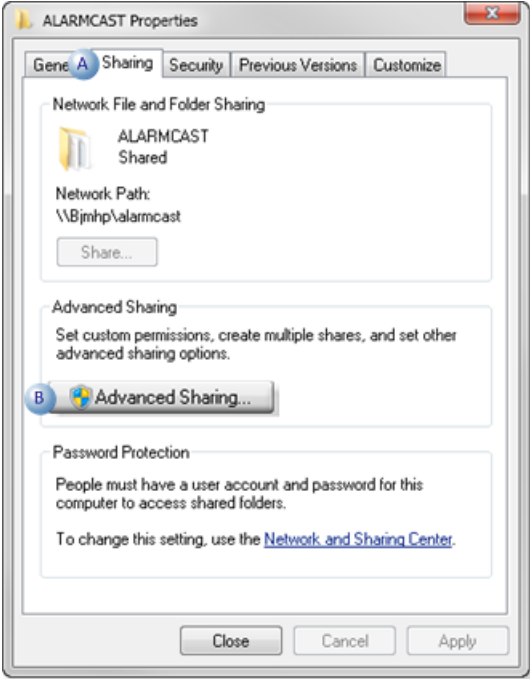 ALARMCAST Properties
Gene A Sharing Security Previous Versions Customize
Network File and Folder Sharing
ALARMCAST
Shared
Network Path:
\\Bjmhp\alarmcast
Share...
Advanced Sharing
Set custom permissions, create multiple shares, and set other
advanced sharing options.
B Advanced Sharing...
Password Protection
People must have a user account and password for this
computer to access shared folders.
To change this setting, use the Network and Sharing Center.
Close Cancel Apply